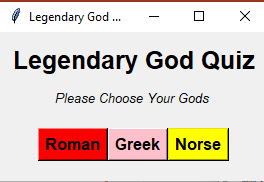 Legendary God ...
Legendary God Quiz
Please Choose Your Gods
Roman Greek Norse